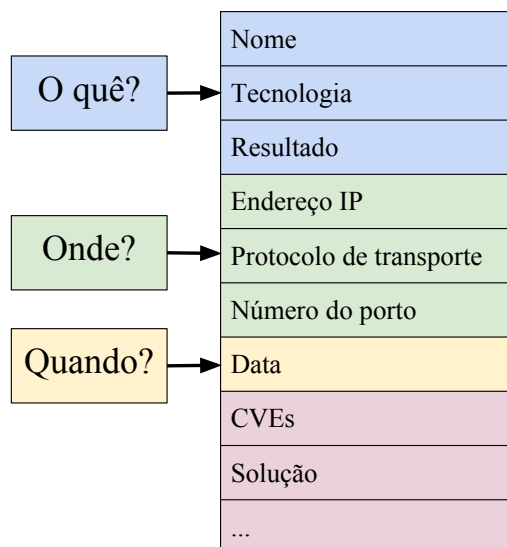 O quê?
Nome
Tecnologia
Resultado
Onde?
Endereço IP
Protocolo de transporte
Número do porto
Quando?
Data
CVEs
Solução
...